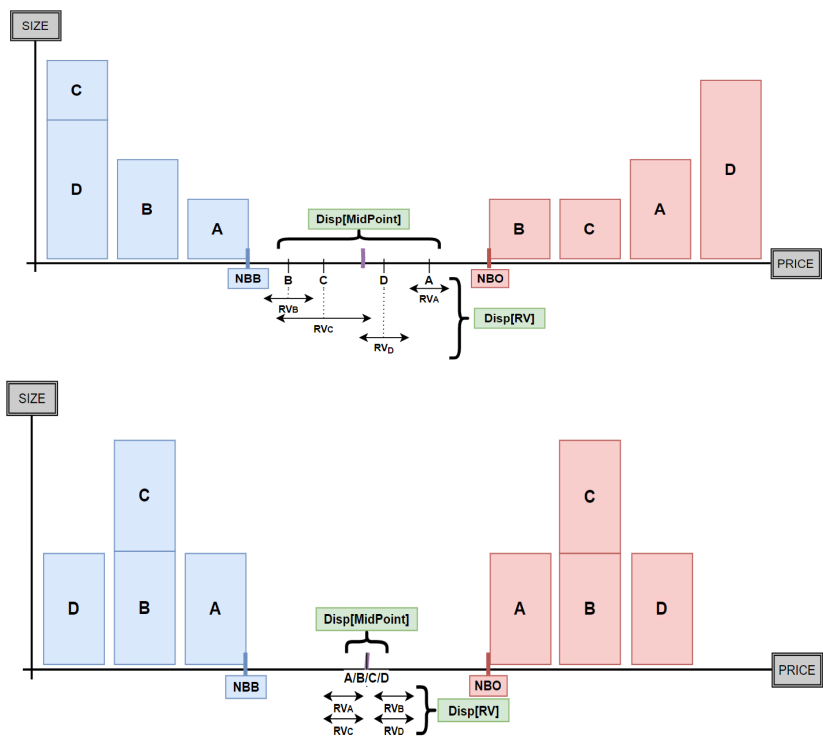 SIZE
C
D
B
A
Disp[MidPoint]
B
C
A
D
NBB
B
C
D
A
NBO
PRICE
RVB
RVC
RVD
RVA
Disp[RV]
SIZE
D
C
B
A
Disp[MidPoint]
A
C
B
D
NBB
A/B/C/D
NBO
PRICE
RVA
RVB
RVC
RVD
Disp[RV]